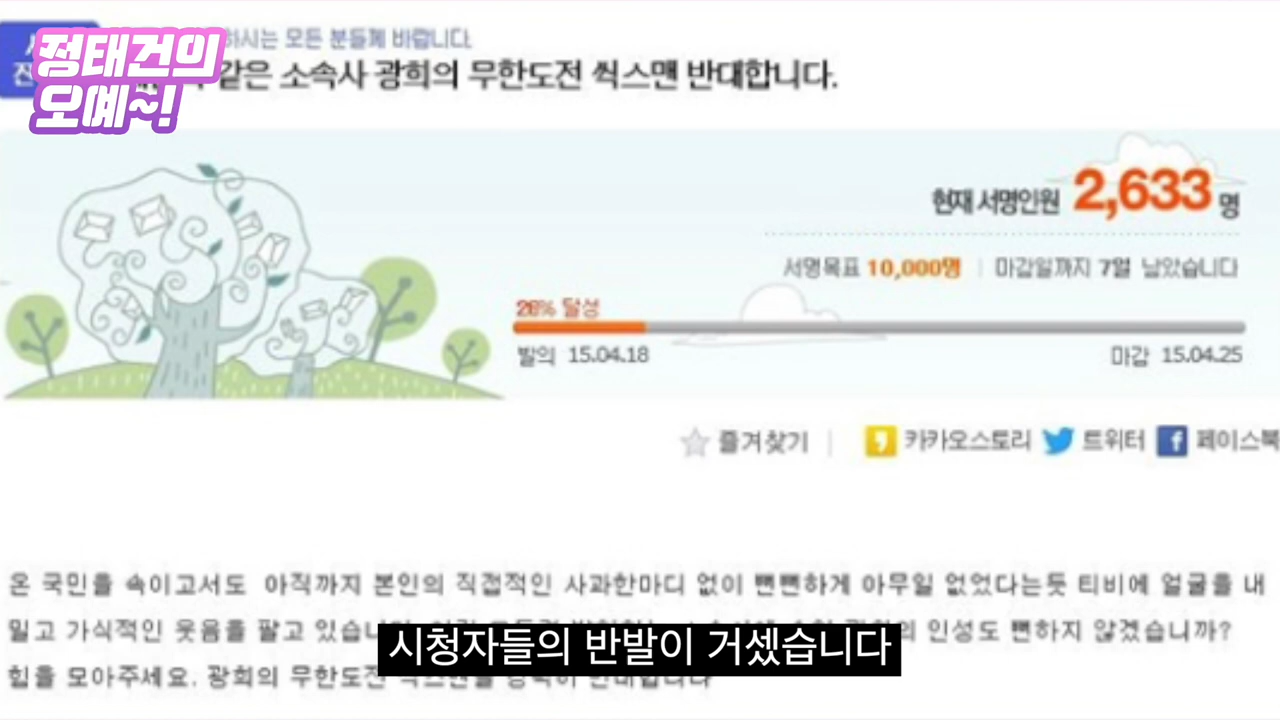 하시는 모든 분들께 바랍니다.
정태건의
오예~!
같은 소속사 광희의 무한도전 씩스맨 반대합니다.
현재 서명인원 2,633 명
서명목표 10,000명 | 마감일까지 7일 남았습니다
26% 달성
발의 15.04.18
마감 15.04.25
즐겨찾기 | 카카오스토리 트위터 페이스북
온 국민을 속이고서도 아직까지 본인의 직접적인 사과한마디 없이 뻔뻔하게 아무일 없었다는듯 티비에 얼굴을 내
밀고 가식적인 웃음을 팔고 있습 의 인성도 뻔하지 않겠습니까?
시청자들의 반발이 거셌습니다
힘을 모아주세요. 광희의 무한도전